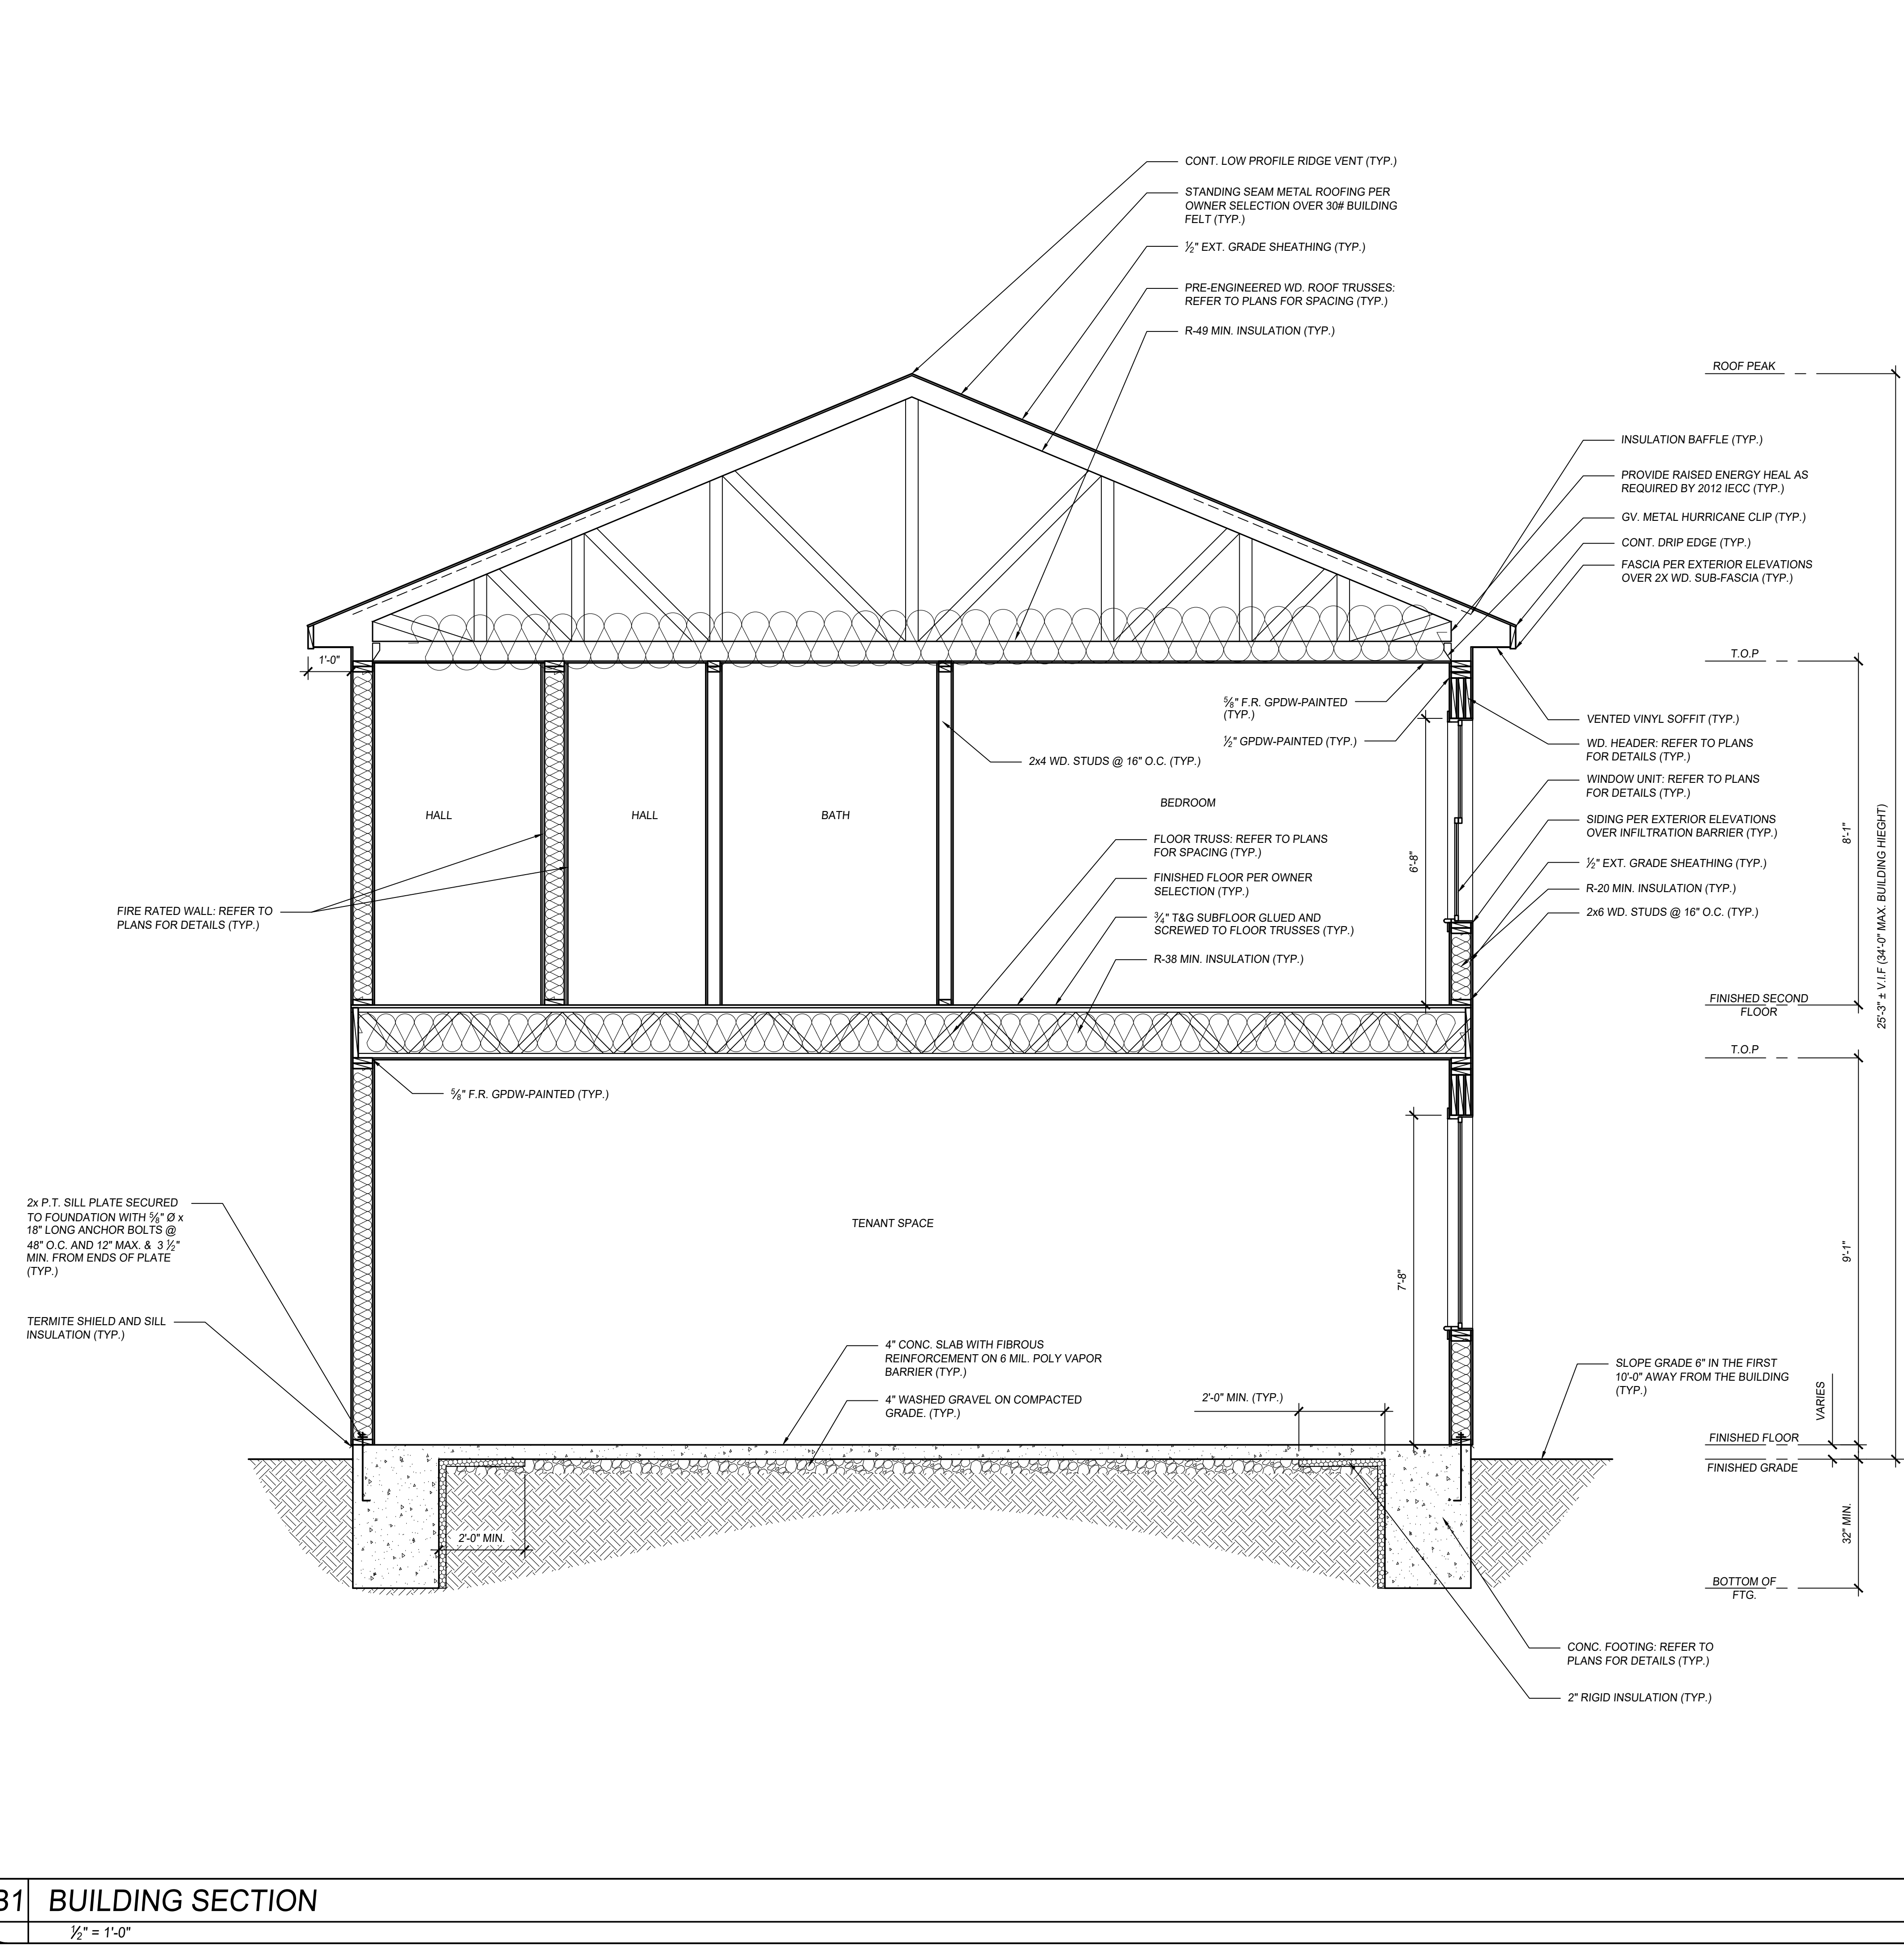 CONT. LOW PROFILE RIDGE VENT (TYP.)
STANDING SEAM METAL ROOFING PER
OWNER SELECTION OVER 30# BUILDING
FELT (TYP.)
½" EXT. GRADE SHEATHING (TYP.)
PRE-ENGINEERED WD. ROOF TRUSSES:
REFER TO PLANS FOR SPACING (TYP.)
R-49 MIN. INSULATION (TYP.)
ROOF PEAK
INSULATION BAFFLE (TYP.)
PROVIDE RAISED ENERGY HEAL AS
REQUIRED BY 2012 IECC (TYP.)
GV. METAL HURRICANE CLIP (TYP.)
CONT. DRIP EDGE (TYP.)
FASCIA PER EXTERIOR ELEVATIONS
OVER 2X WD. SUB-FASCIA (TYP.)
1'-0"
T.O.P
⅝" F.R. GPDW-PAINTED
(TYP.)
½" GPDW-PAINTED (TYP.)
2x4 WD. STUDS @ 16" O.C. (TYP.)
VENTED VINYL SOFFIT (TYP.)
WD. HEADER: REFER TO PLANS
FOR DETAILS (TYP.)
WINDOW UNIT: REFER TO PLANS
FOR DETAILS (TYP.)
SIDING PER EXTERIOR ELEVATIONS
OVER INFILTRATION BARRIER (TYP.)
½" EXT. GRADE SHEATHING (TYP.)
R-20 MIN. INSULATION (TYP.)
2x6 WD. STUDS @ 16" O.C. (TYP.)
HALL
HALL
BATH
BEDROOM
6'-8"
8'-1"
25'-3" ± V.I.F (34'-0" MAX. BUILDING HIEGHT)
FLOOR TRUSS: REFER TO PLANS
FOR SPACING (TYP.)
FINISHED FLOOR PER OWNER
SELECTION (TYP.)
¾" T&G SUBFLOOR GLUED AND
SCREWED TO FLOOR TRUSSES (TYP.)
R-38 MIN. INSULATION (TYP.)
FIRE RATED WALL: REFER TO
PLANS FOR DETAILS (TYP.)
FINISHED SECOND
FLOOR
T.O.P
⅝" F.R. GPDW-PAINTED (TYP.)
2x P.T. SILL PLATE SECURED
TO FOUNDATION WITH ⅝" Ø x
18" LONG ANCHOR BOLTS @
48" O.C. AND 12" MAX. & 3 ½"
MIN. FROM ENDS OF PLATE
(TYP.)
TERMITE SHIELD AND SILL
INSULATION (TYP.)
TENANT SPACE
7'-8"
9'-1"
4" CONC. SLAB WITH FIBROUS
REINFORCEMENT ON 6 MIL. POLY VAPOR
BARRIER (TYP.)
4" WASHED GRAVEL ON COMPACTED
GRADE. (TYP.)
2'-0" MIN. (TYP.)
SLOPE GRADE 6" IN THE FIRST
10'-0" AWAY FROM THE BUILDING
(TYP.)
VARIES
FINISHED FLOOR
FINISHED GRADE
2'-0" MIN.
32" MIN.
BOTTOM OF
FTG.
CONC. FOOTING: REFER TO
PLANS FOR DETAILS (TYP.)
2" RIGID INSULATION (TYP.)
B1 BUILDING SECTION
½" = 1'-0"